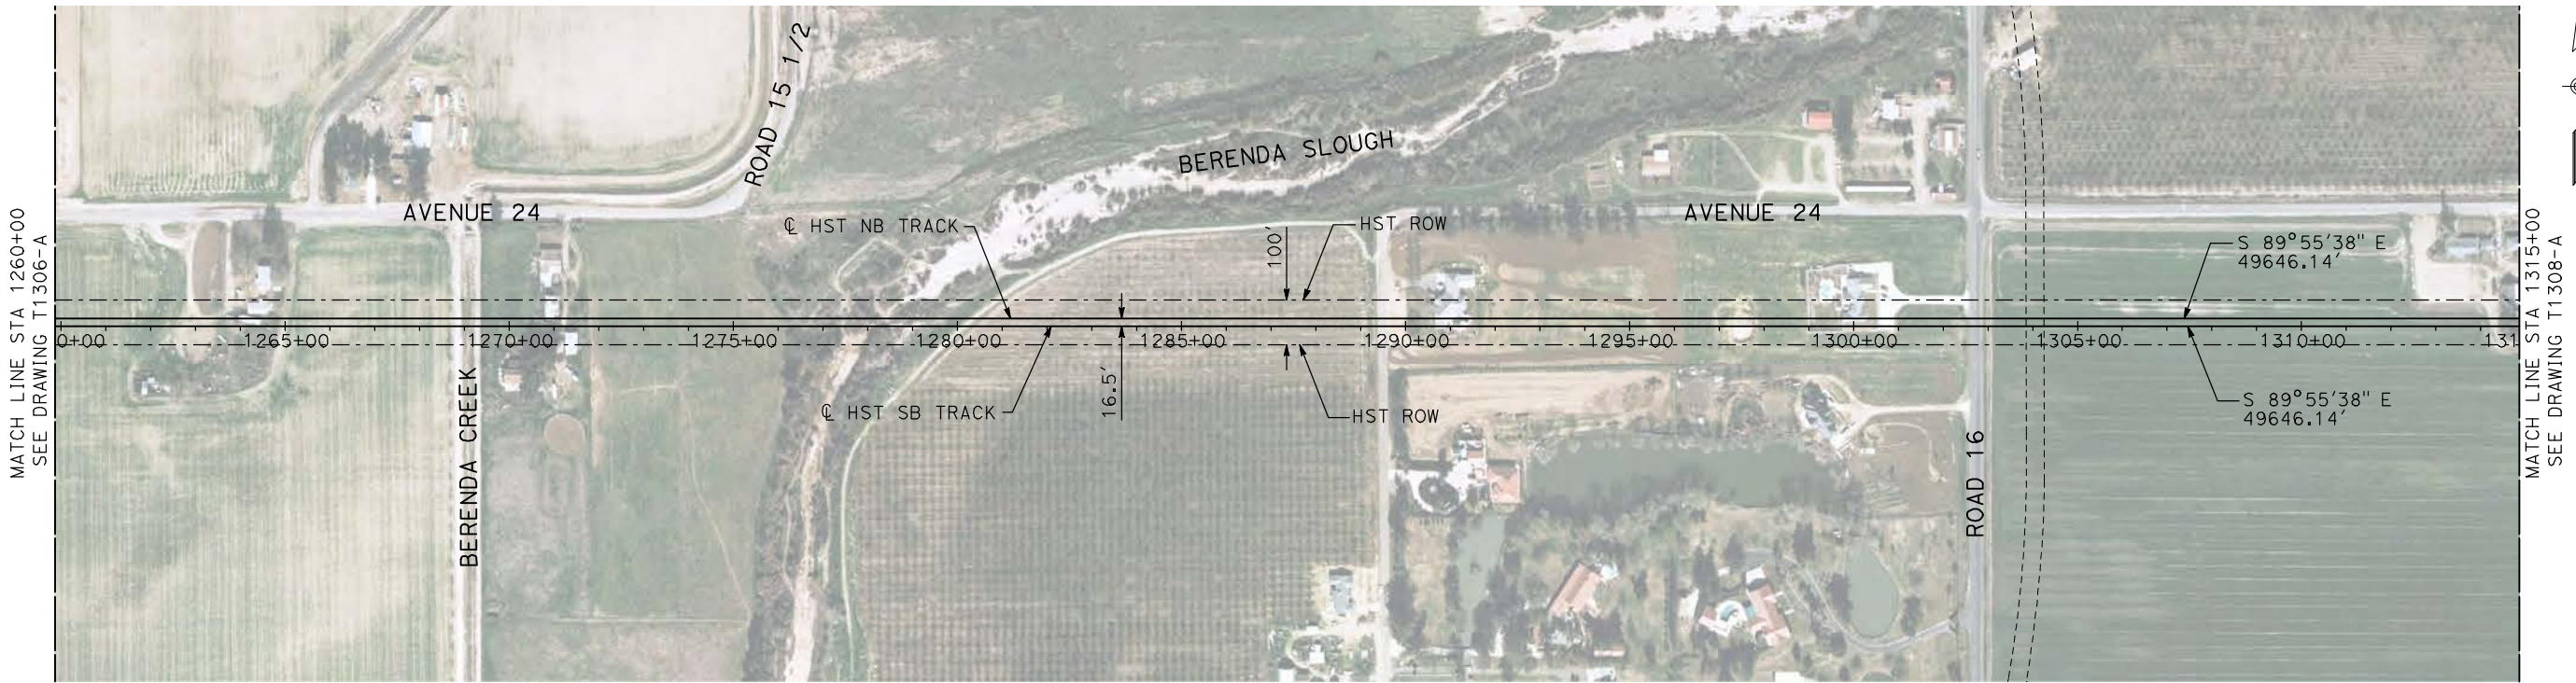 MATCH LINE STA 1260+00
SEE DRAWING T1306-A
ROAD 15 1/2
BERENDA SLOUGH
AVENUE 24
AVENUE 24
℄ HST NB TRACK
100'
HST ROW
S 89°55'38" E
49646.14'
0+00
1265+00
1270+00
1275+00
1280+00
1285+00
1290+00
1295+00
1300+00
1305+00
1310+00
131
16.5'
℄ HST SB TRACK
HST ROW
S 89°55'38" E
49646.14'
BERENDA CREEK
ROAD 16
MATCH LINE STA 1315+00
SEE DRAWING T1308-A